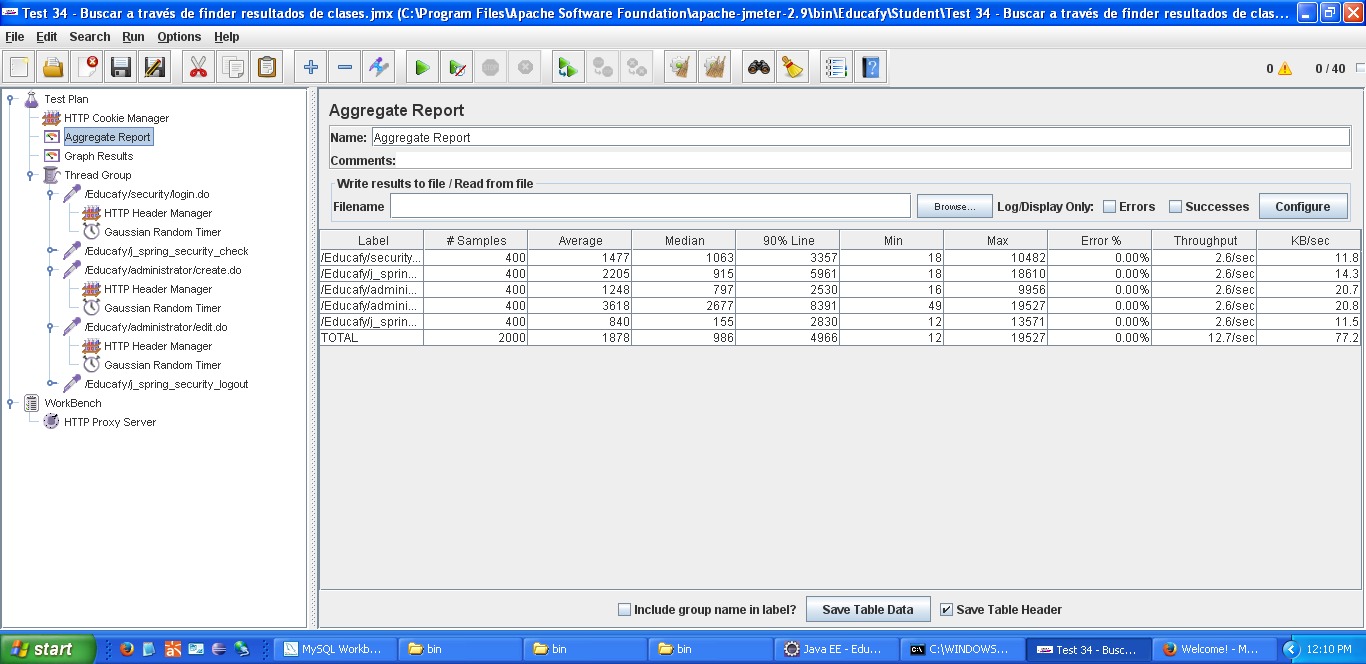 Test 34 - Buscar a través de finder resultados de clases.jmx (C:\Program Files\Apache Software Foundation\apache-jmeter-2.9\bin\Educafy\Student\Test 34 - Buscar a través de finder resultados de clas...
File Edit Search Run Options Help
0 0 / 40
Test Plan
HTTP Cookie Manager
Aggregate Report
Graph Results
Thread Group
/Educafy/security/login.do
HTTP Header Manager
Gaussian Random Timer
/Educafy/j_spring_security_check
/Educafy/administrator/create.do
HTTP Header Manager
Gaussian Random Timer
/Educafy/administrator/edit.do
HTTP Header Manager
Gaussian Random Timer
/Educafy/j_spring_security_logout
WorkBench
HTTP Proxy Server
Aggregate Report
Name: Aggregate Report
Comments:
Write results to file / Read from file
Filename Browse... Log/Display Only: Errors Successes Configure
Label # Samples Average Median 90% Line Min Max Error % Throughput KB/sec
/Educafy/security... 400 1477 1063 3357 18 10482 0.00% 2.6/sec 11.8
/Educafy/j_sprin... 400 2205 915 5961 18 18610 0.00% 2.6/sec 14.3
/Educafy/admini... 400 1248 797 2530 16 9956 0.00% 2.6/sec 20.7
/Educafy/admini... 400 3618 2677 8391 49 19527 0.00% 2.6/sec 20.8
/Educafy/j_sprin... 400 840 155 2830 12 13571 0.00% 2.6/sec 11.5
TOTAL 2000 1878 986 4966 12 19527 0.00% 12.7/sec 77.2
Include group name in label? Save Table Data Save Table Header
start MySQL Workb... bin bin bin Java EE - Edu... C:\WINDOWS... Test 34 - Busc... Welcome! - M... 12:10 PM